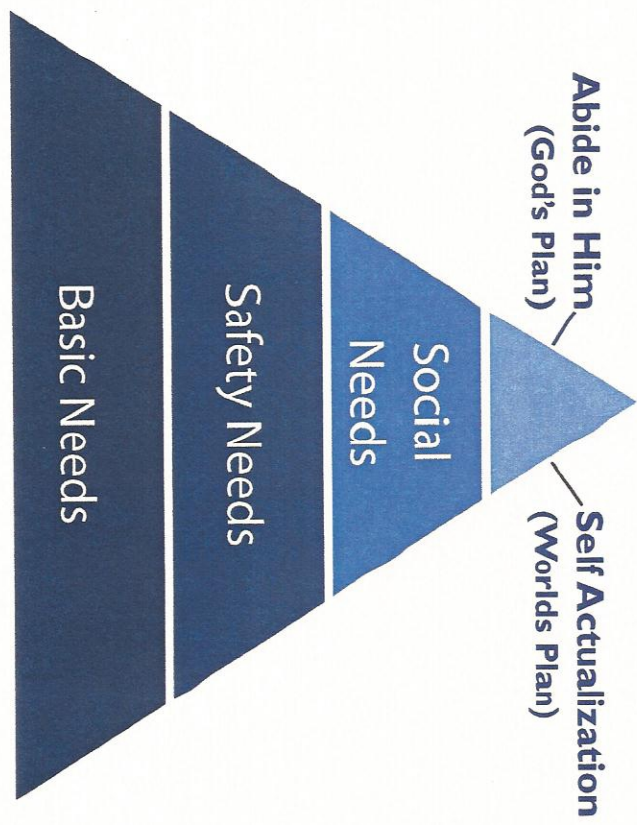 Abide in Him
(God's Plan)
Self Actualization
(Worlds Plan)
Social
Needs
Safety Needs
Basic Needs